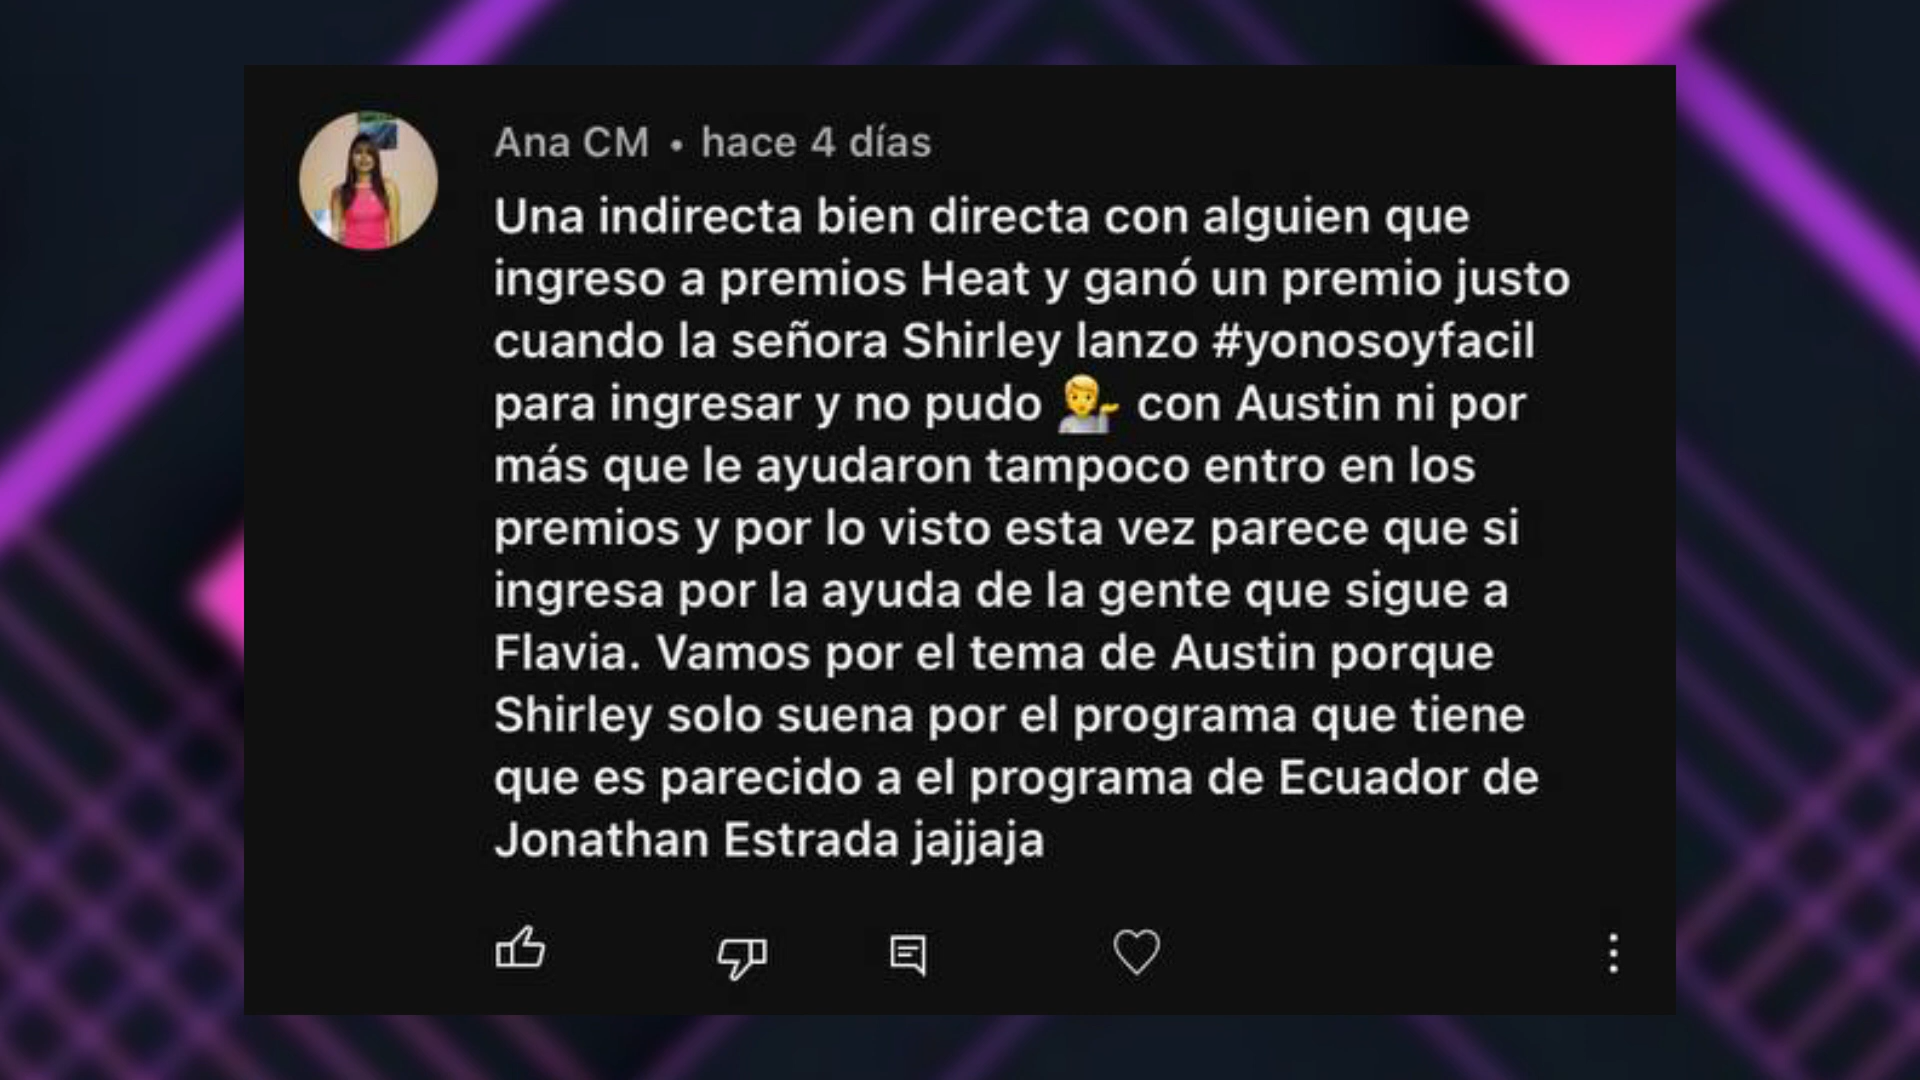 Ana CM • hace 4 días
Una indirecta bien directa con alguien que
ingreso a premios Heat y ganó un premio justo
cuando la señora Shirley lanzo #yonosoyfacil
para ingresar y no pudo 💁 con Austin ni por
más que le ayudaron tampoco entro en los
premios y por lo visto esta vez parece que si
ingresa por la ayuda de la gente que sigue a
Flavia. Vamos por el tema de Austin porque
Shirley solo suena por el programa que tiene
que es parecido a el programa de Ecuador de
Jonathan Estrada jajjaja